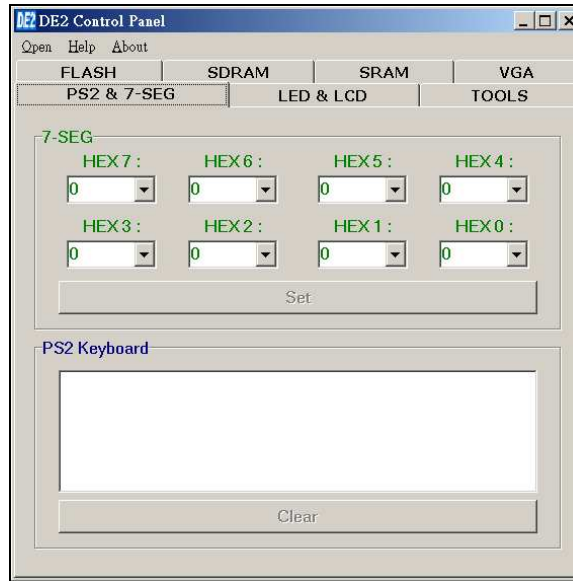 DE2 DE2 Control Panel
Open Help About
FLASH SDRAM SRAM VGA
PS2 & 7-SEG LED & LCD TOOLS
7-SEG
HEX7 : HEX6 : HEX5 : HEX4 :
0 0 0 0
HEX3 : HEX2 : HEX1 : HEX0 :
0 0 0 0
Set
PS2 Keyboard
Clear